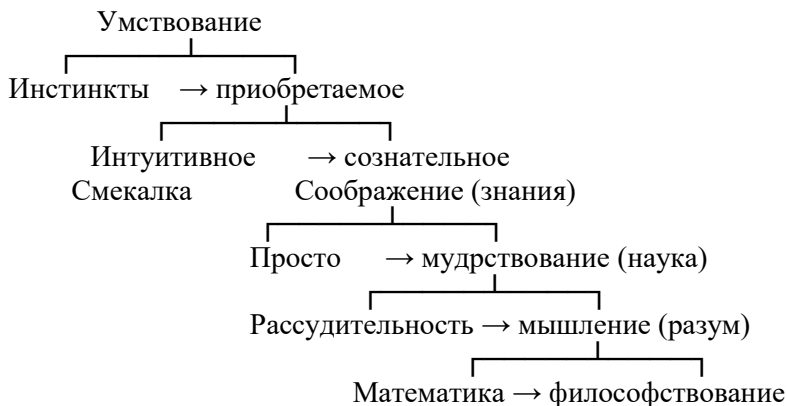 Умствование
Инстинкты → приобретаемое
Интуитивное → сознательное
Смекалка Соображение (знания)
Просто → мудрствование (наука)
Рассудительность → мышление (разум)
Математика → философствование